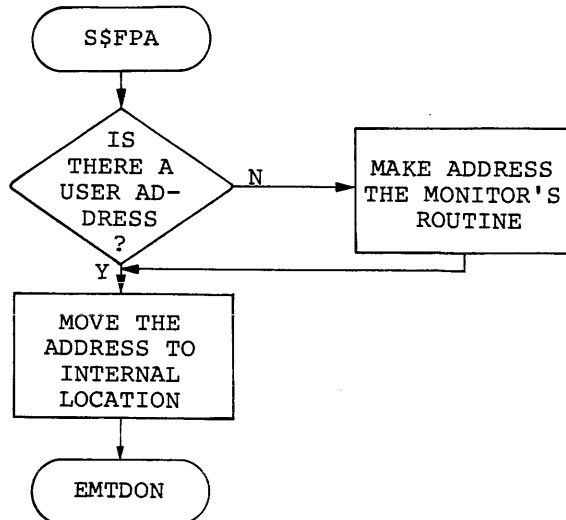 S$FPA
IS
THERE A
USER AD-
DRESS
?
N
MAKE ADDRESS
THE MONITOR'S
ROUTINE
Y
MOVE THE
ADDRESS TO
INTERNAL
LOCATION
EMTDON